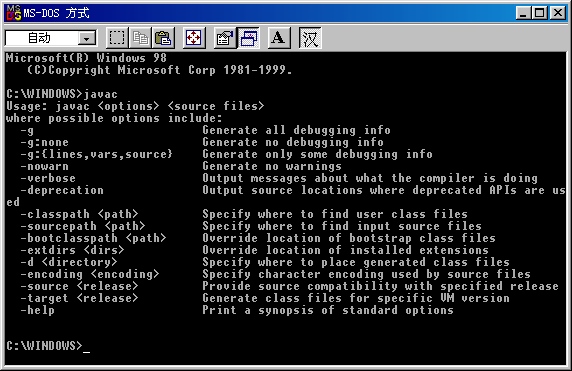 MS-DOS 方式
自动
A
汉
Microsoft(R) Windows 98
(C)Copyright Microsoft Corp 1981-1999.
C:\WINDOWS>javac
Usage: javac <options> <source files>
where possible options include:
-g Generate all debugging info
-g:none Generate no debugging info
-g:{lines,vars,source} Generate only some debugging info
-nowarn Generate no warnings
-verbose Output messages about what the compiler is doing
-deprecation Output source locations where deprecated APIs are us
ed
-classpath <path> Specify where to find user class files
-sourcepath <path> Specify where to find input source files
-bootclasspath <path> Override location of bootstrap class files
-extdirs <dirs> Override location of installed extensions
-d <directory> Specify where to place generated class files
-encoding <encoding> Specify character encoding used by source files
-source <release> Provide source compatibility with specified release
-target <release> Generate class files for specific VM version
-help Print a synopsis of standard options
C:\WINDOWS>_